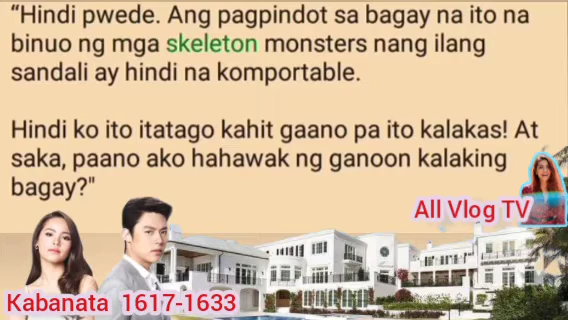 “Hindi pwede. Ang pagpindot sa bagay na ito na
binuo ng mga skeleton monsters nang ilang
sandali ay hindi na komportable.
Hindi ko ito itatago kahit gaano pa ito kalakas! At
saka, paano ako hahawak ng ganoon kalaking
bagay?"
All Vlog TV
Kabanata 1617-1633